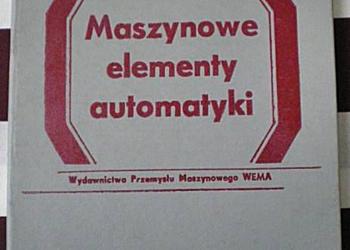 Maszynowe
elementy
automatyki
Wydawnictwa Przemysłu Maszynowego WEMA